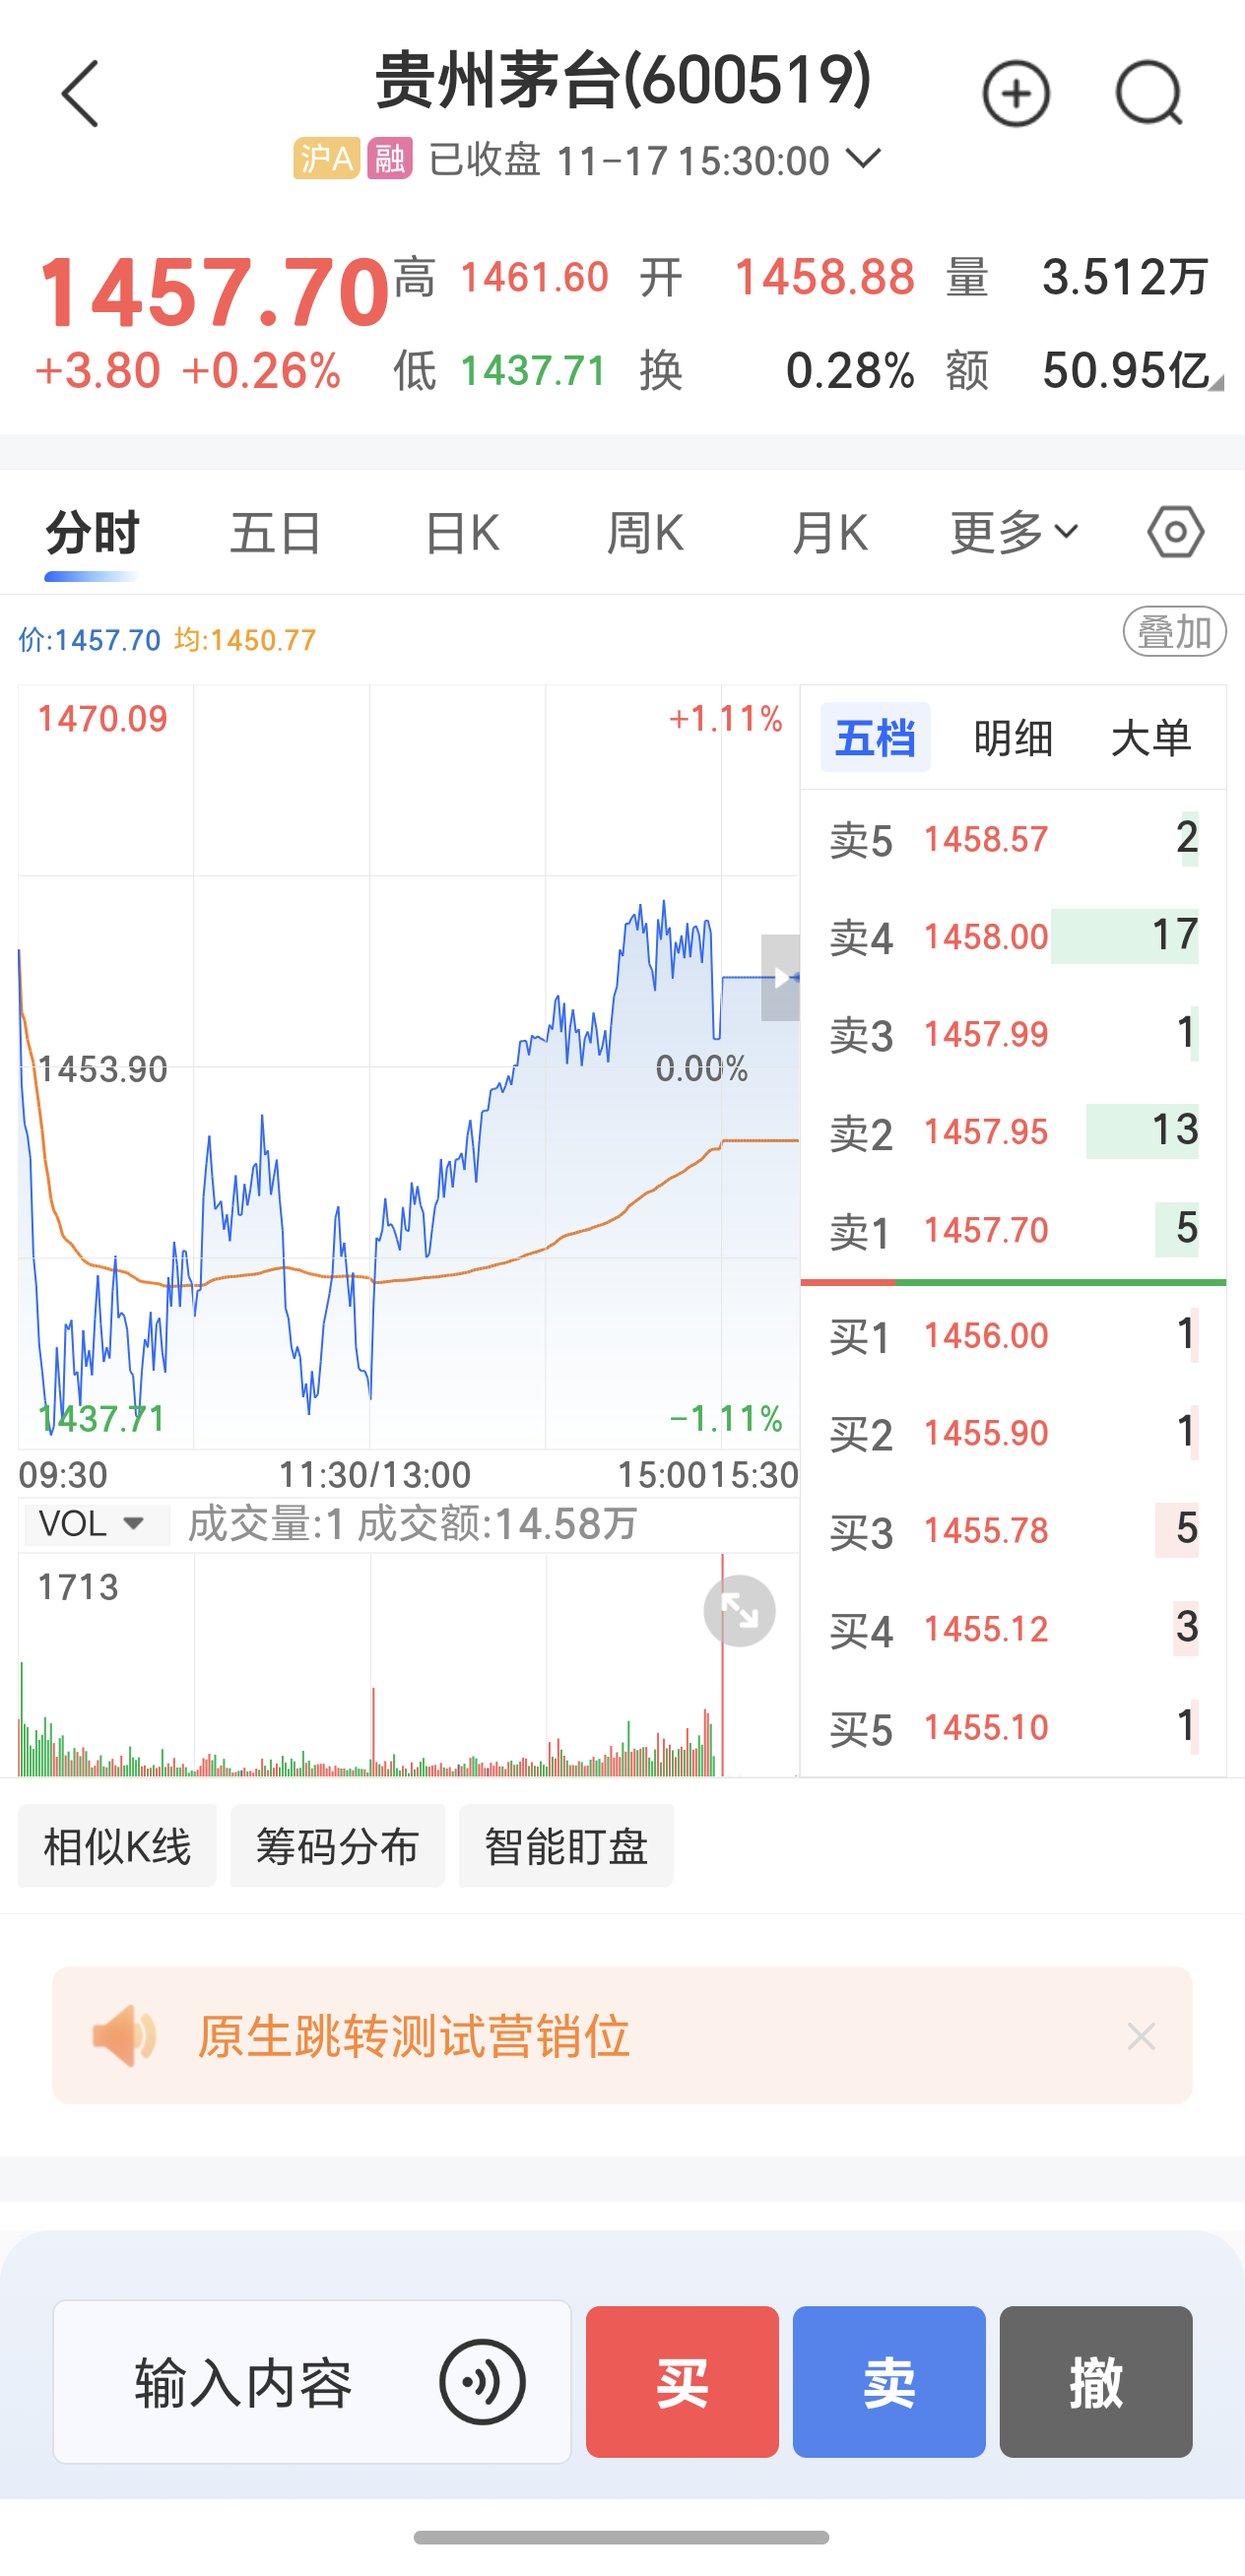 贵州茅台(600519)
沪A 融 已收盘 11-17 15:30:00
1457.70 高 1461.60 开 1458.88 量 3.512万
+3.80 +0.26% 低 1437.71 换 0.28% 额 50.95亿
分时 五日 日K 周K 月K 更多
价:1457.70 均:1450.77 叠加
1470.09 +1.11%
1453.90 0.00%
1437.71 -1.11%
09:30 11:30/13:00 15:00 15:30
五档 明细 大单
卖5 1458.57 2
卖4 1458.00 17
卖3 1457.99 1
卖2 1457.95 13
卖1 1457.70 5
买1 1456.00 1
买2 1455.90 1
买3 1455.78 5
买4 1455.12 3
买5 1455.10 1
VOL 成交量:1 成交额:14.58万
1713
相似K线 筹码分布 智能盯盘
原生跳转测试营销位
输入内容 买 卖 撤